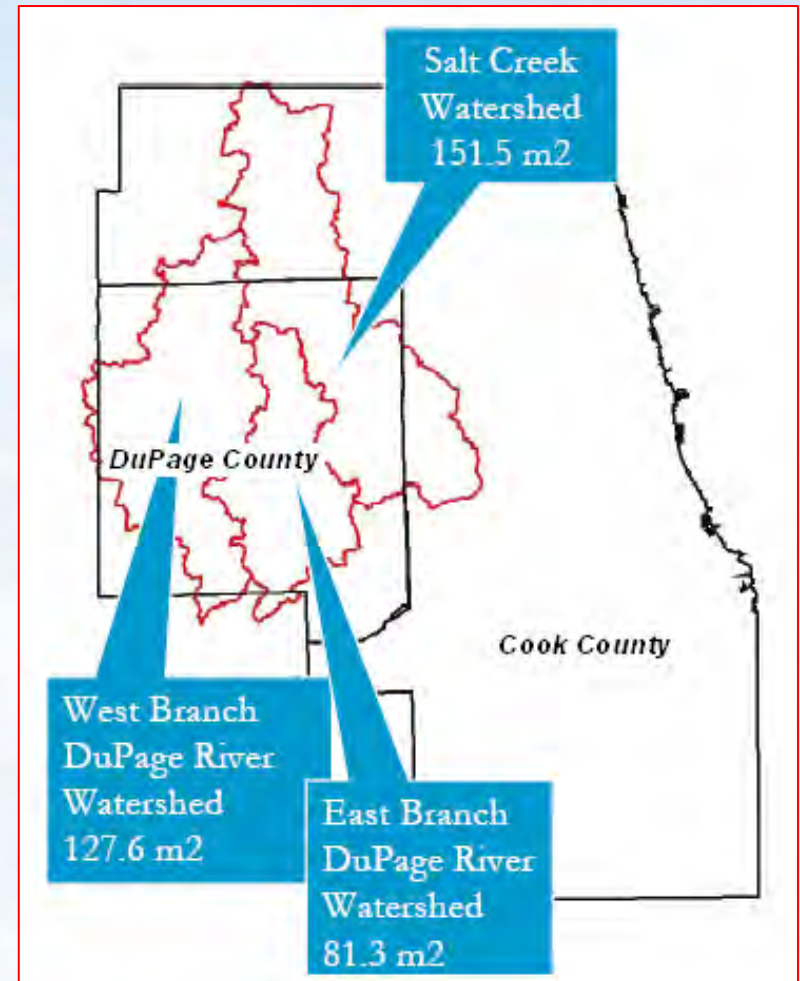 Salt Creek
Watershed
151.5 m2
DuPage County
Cook County
West Branch
DuPage River
Watershed
127.6 m2
East Branch
DuPage River
Watershed
81.3 m2